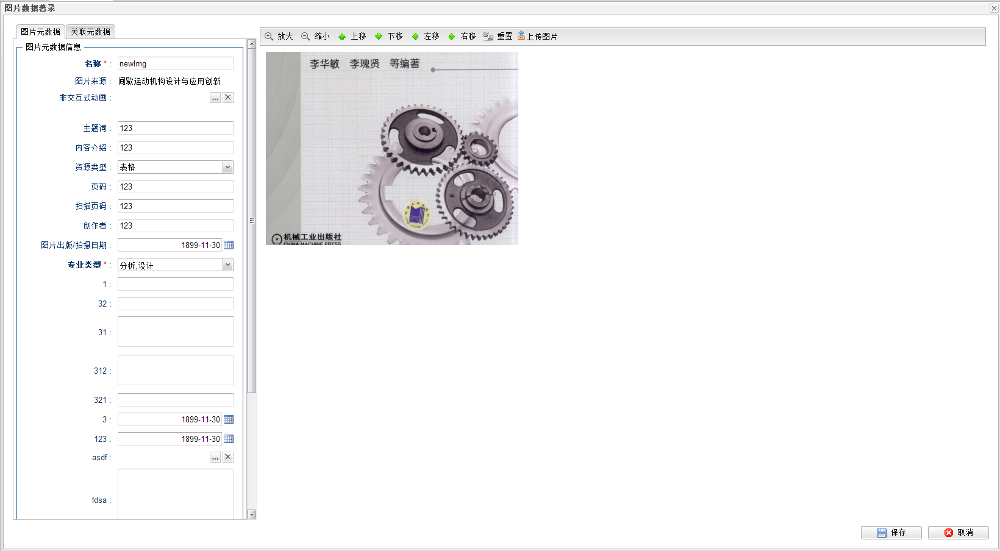 图片数据著录
图片元数据 关联元数据
图片元数据信息
名称 * : newImg
图片来源 : 间歇运动机构设计与应用创新
非交互式动画 : ...
主题词 : 123
内容介绍 : 123
资源类型 : 表格
页码 : 123
扫描页码 : 123
创作者 : 123
图片出版/拍摄日期 : 1899-11-30
专业类型 * : 分析,设计
1 :
32 :
31 :
312 :
321 :
3 : 1899-11-30
123 : 1899-11-30
asdf : ...
fdsa :
放大 缩小 上移 下移 左移 右移 重置 上传图片
李华敏 李瑰贤 等编著
机械工业出版社
CHINA MACHINE PRESS
保存 取消